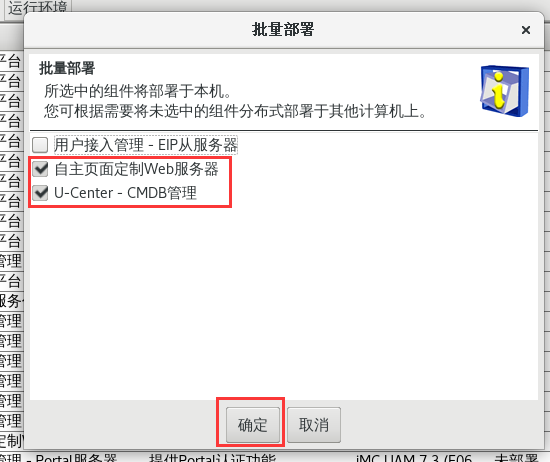 运行环境
批量部署
批量部署
所选中的组件将部署于本机。
您可根据需要将未选中的组件分布式部署于其他计算机上。
用户接入管理 - EIP从服务器
自主页面定制Web服务器
U-Center - CMDB管理
确定 取消
平台
平台
平台
平台
平台
平台
平台
平台
平台
平台
管理
平台
服务
管理
管理
管理
管理
管理
管理
定制W
管理 - Portal服务器 提供Portal认证功能 iMC UAM 7.3 (E06 未部署